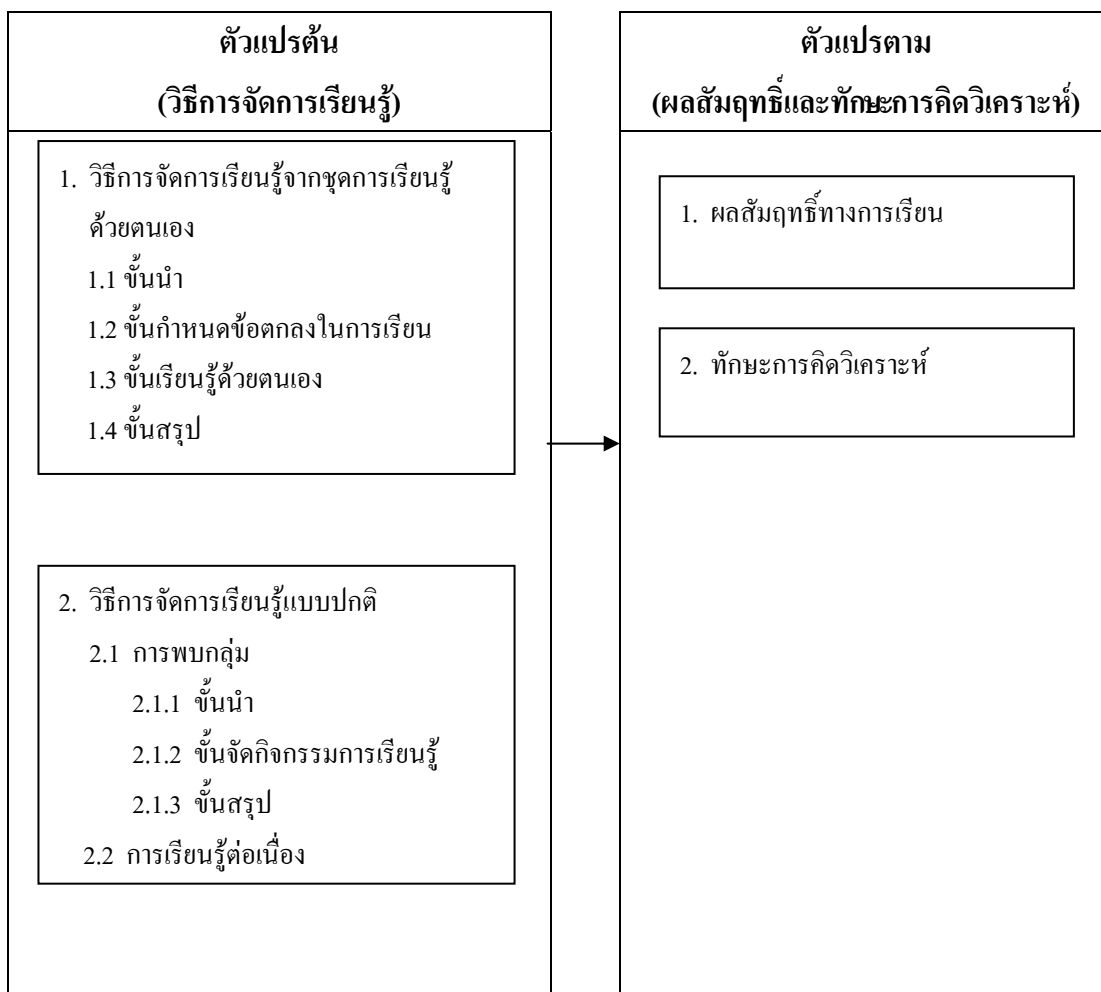 ตัวแปรต้น
(วิธีการจัดการเรียนรู้)
1. วิธีการจัดการเรียนรู้จากชุดการเรียนรู้
ด้วยตนเอง
1.1 ขั้นนำ
1.2 ขั้นกำหนดข้อตกลงในการเรียน
1.3 ขั้นเรียนรู้ด้วยตนเอง
1.4 ขั้นสรุป
2. วิธีการจัดการเรียนรู้แบบปกติ
2.1 การพบกลุ่ม
2.1.1 ขั้นนำ
2.1.2 ขั้นจัดกิจกรรมการเรียนรู้
2.1.3 ขั้นสรุป
2.2 การเรียนรู้ต่อเนื่อง
ตัวแปรตาม
(ผลสัมฤทธิ์และทักษะการคิดวิเคราะห์)
1. ผลสัมฤทธิ์ทางการเรียน
2. ทักษะการคิดวิเคราะห์